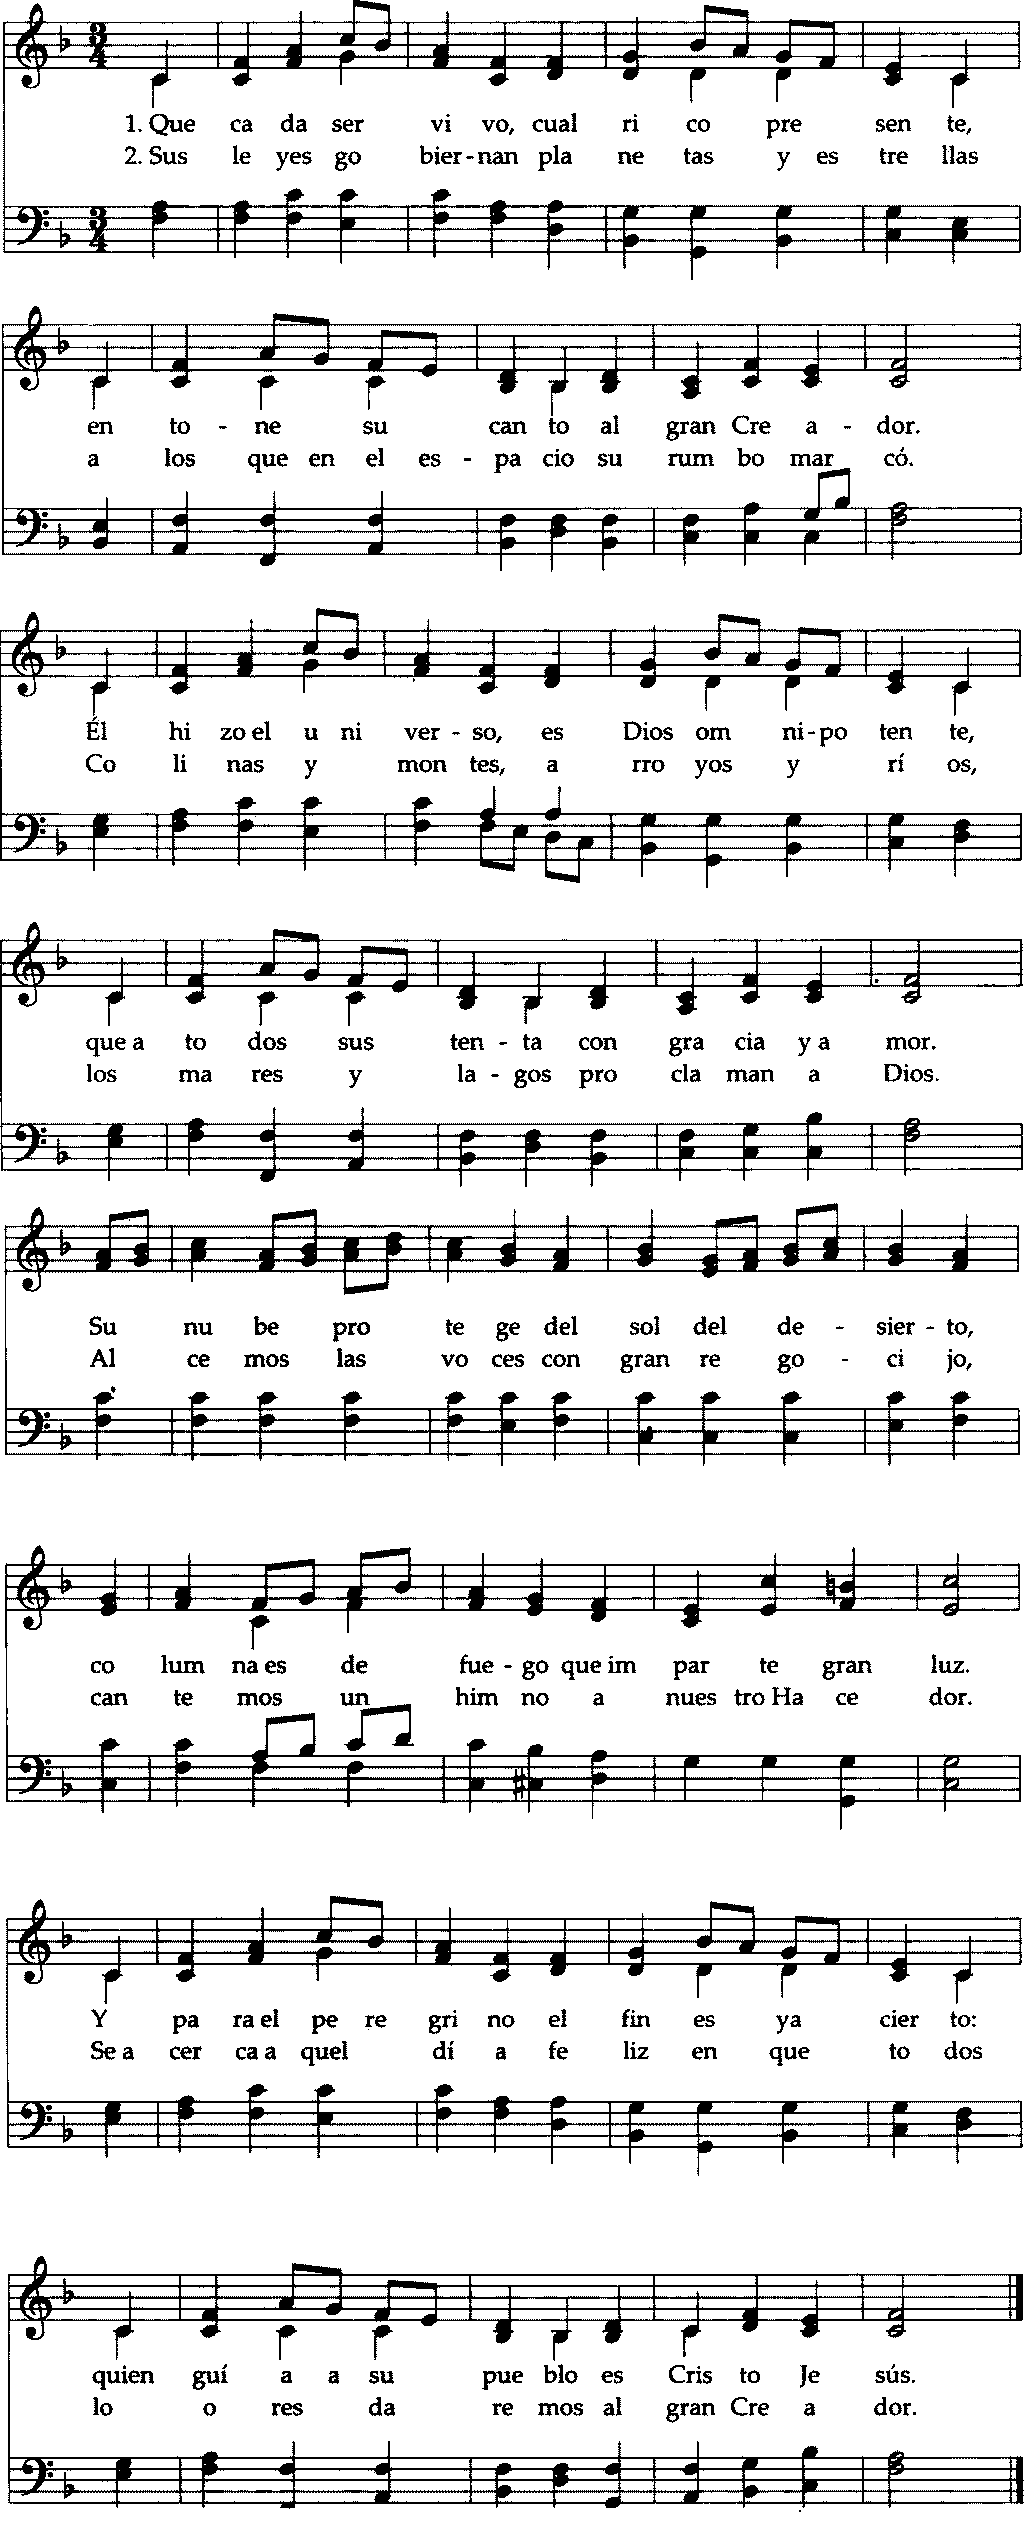 1. Que ca da ser vi vo, cual ri co pre sen te,
2. Sus le yes go bier-nan pla ne tas y es tre llas
en to - ne su can to al gran Cre a - dor.
a los que en el es - pa cio su rum bo mar có.
Él hi zo el u ni ver - so, es Dios om ni-po ten te,
Co li nas y mon tes, a rro yos y rí os,
que a to dos sus ten - ta con gra cia y a mor.
los ma res y la - gos pro cla man a Dios.
Su nu be pro te ge del sol del de - sier - to,
Al ce mos las vo ces con gran re go - ci jo,
co lum na es de fue - go que im par te gran luz.
can te mos un him no a nues tro Ha ce dor.
Y pa ra el pe re gri no el fin es ya cier to:
Se a cer ca a quel dí a fe liz en que to dos
quien guí a a su pue blo es Cris to Je sús.
lo o res da re mos al gran Cre a dor.